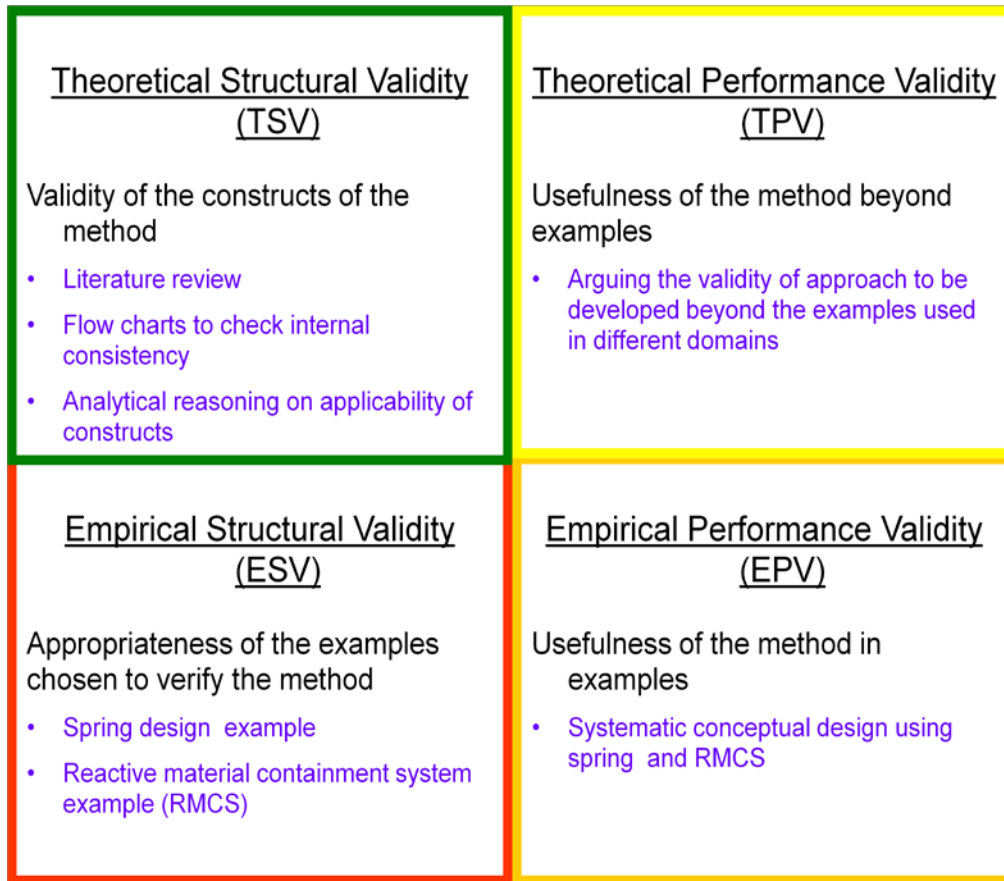 Theoretical Structural Validity
(TSV)
Validity of the constructs of the
method
• Literature review
• Flow charts to check internal
consistency
• Analytical reasoning on applicability of
constructs
Theoretical Performance Validity
(TPV)
Usefulness of the method beyond
examples
• Arguing the validity of approach to be
developed beyond the examples used
in different domains
Empirical Structural Validity
(ESV)
Appropriateness of the examples
chosen to verify the method
• Spring design example
• Reactive material containment system
example (RMCS)
Empirical Performance Validity
(EPV)
Usefulness of the method in
examples
• Systematic conceptual design using
spring and RMCS